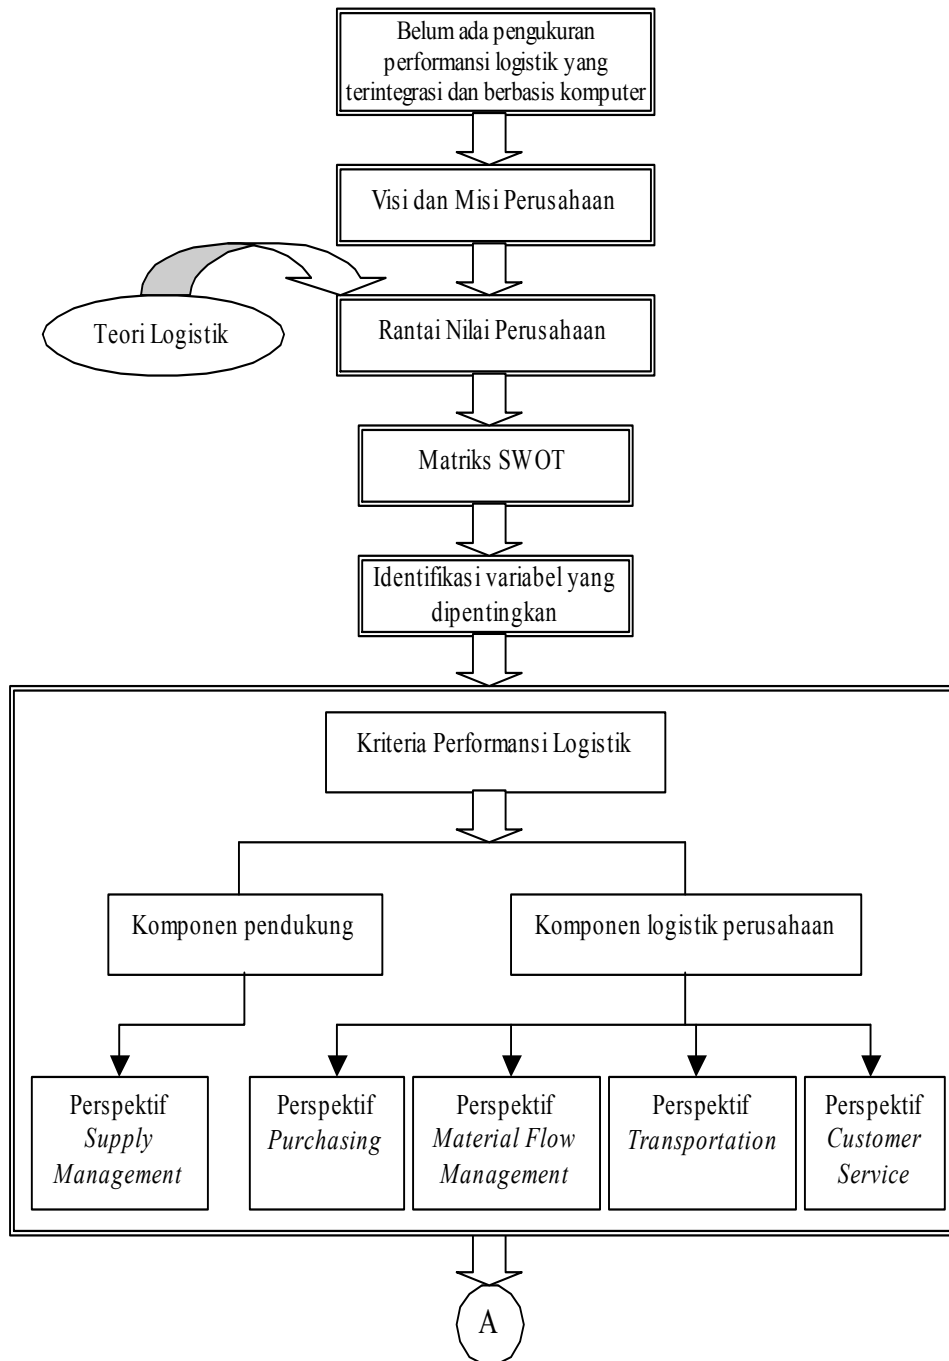 Belum ada pengukuran
performansi logistik yang
terintegrasi dan berbasis komputer
Visi dan Misi Perusahaan
Teori Logistik
Rantai Nilai Perusahaan
Matriks SWOT
Identifikasi variabel yang
dipentingkan
Kriteria Performansi Logistik
Komponen pendukung
Komponen logistik perusahaan
Perspektif
Supply
Management
Perspektif
Purchasing
Perspektif
Material Flow
Management
Perspektif
Transportation
Perspektif
Customer
Service
A